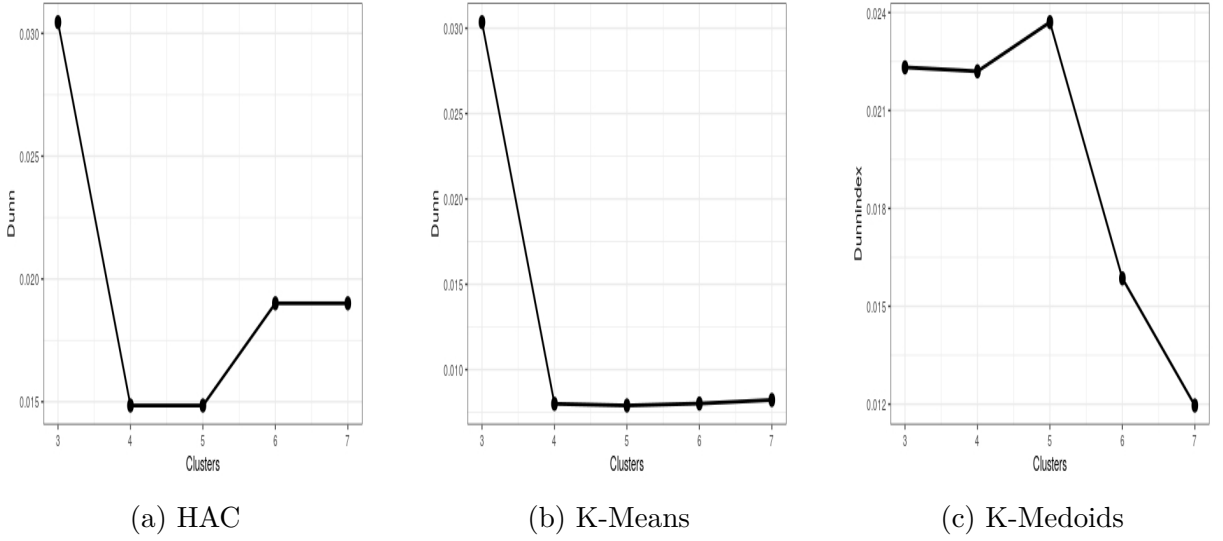 Dunn
0.030
0.025
0.020
0.015
3 4 5 6 7
Clusters
(a) HAC
Dunn
0.030
0.025
0.020
0.015
0.010
3 4 5 6 7
Clusters
(b) K-Means
DunnIndex
0.024
0.021
0.018
0.015
0.012
3 4 5 6 7
Clusters
(c) K-Medoids